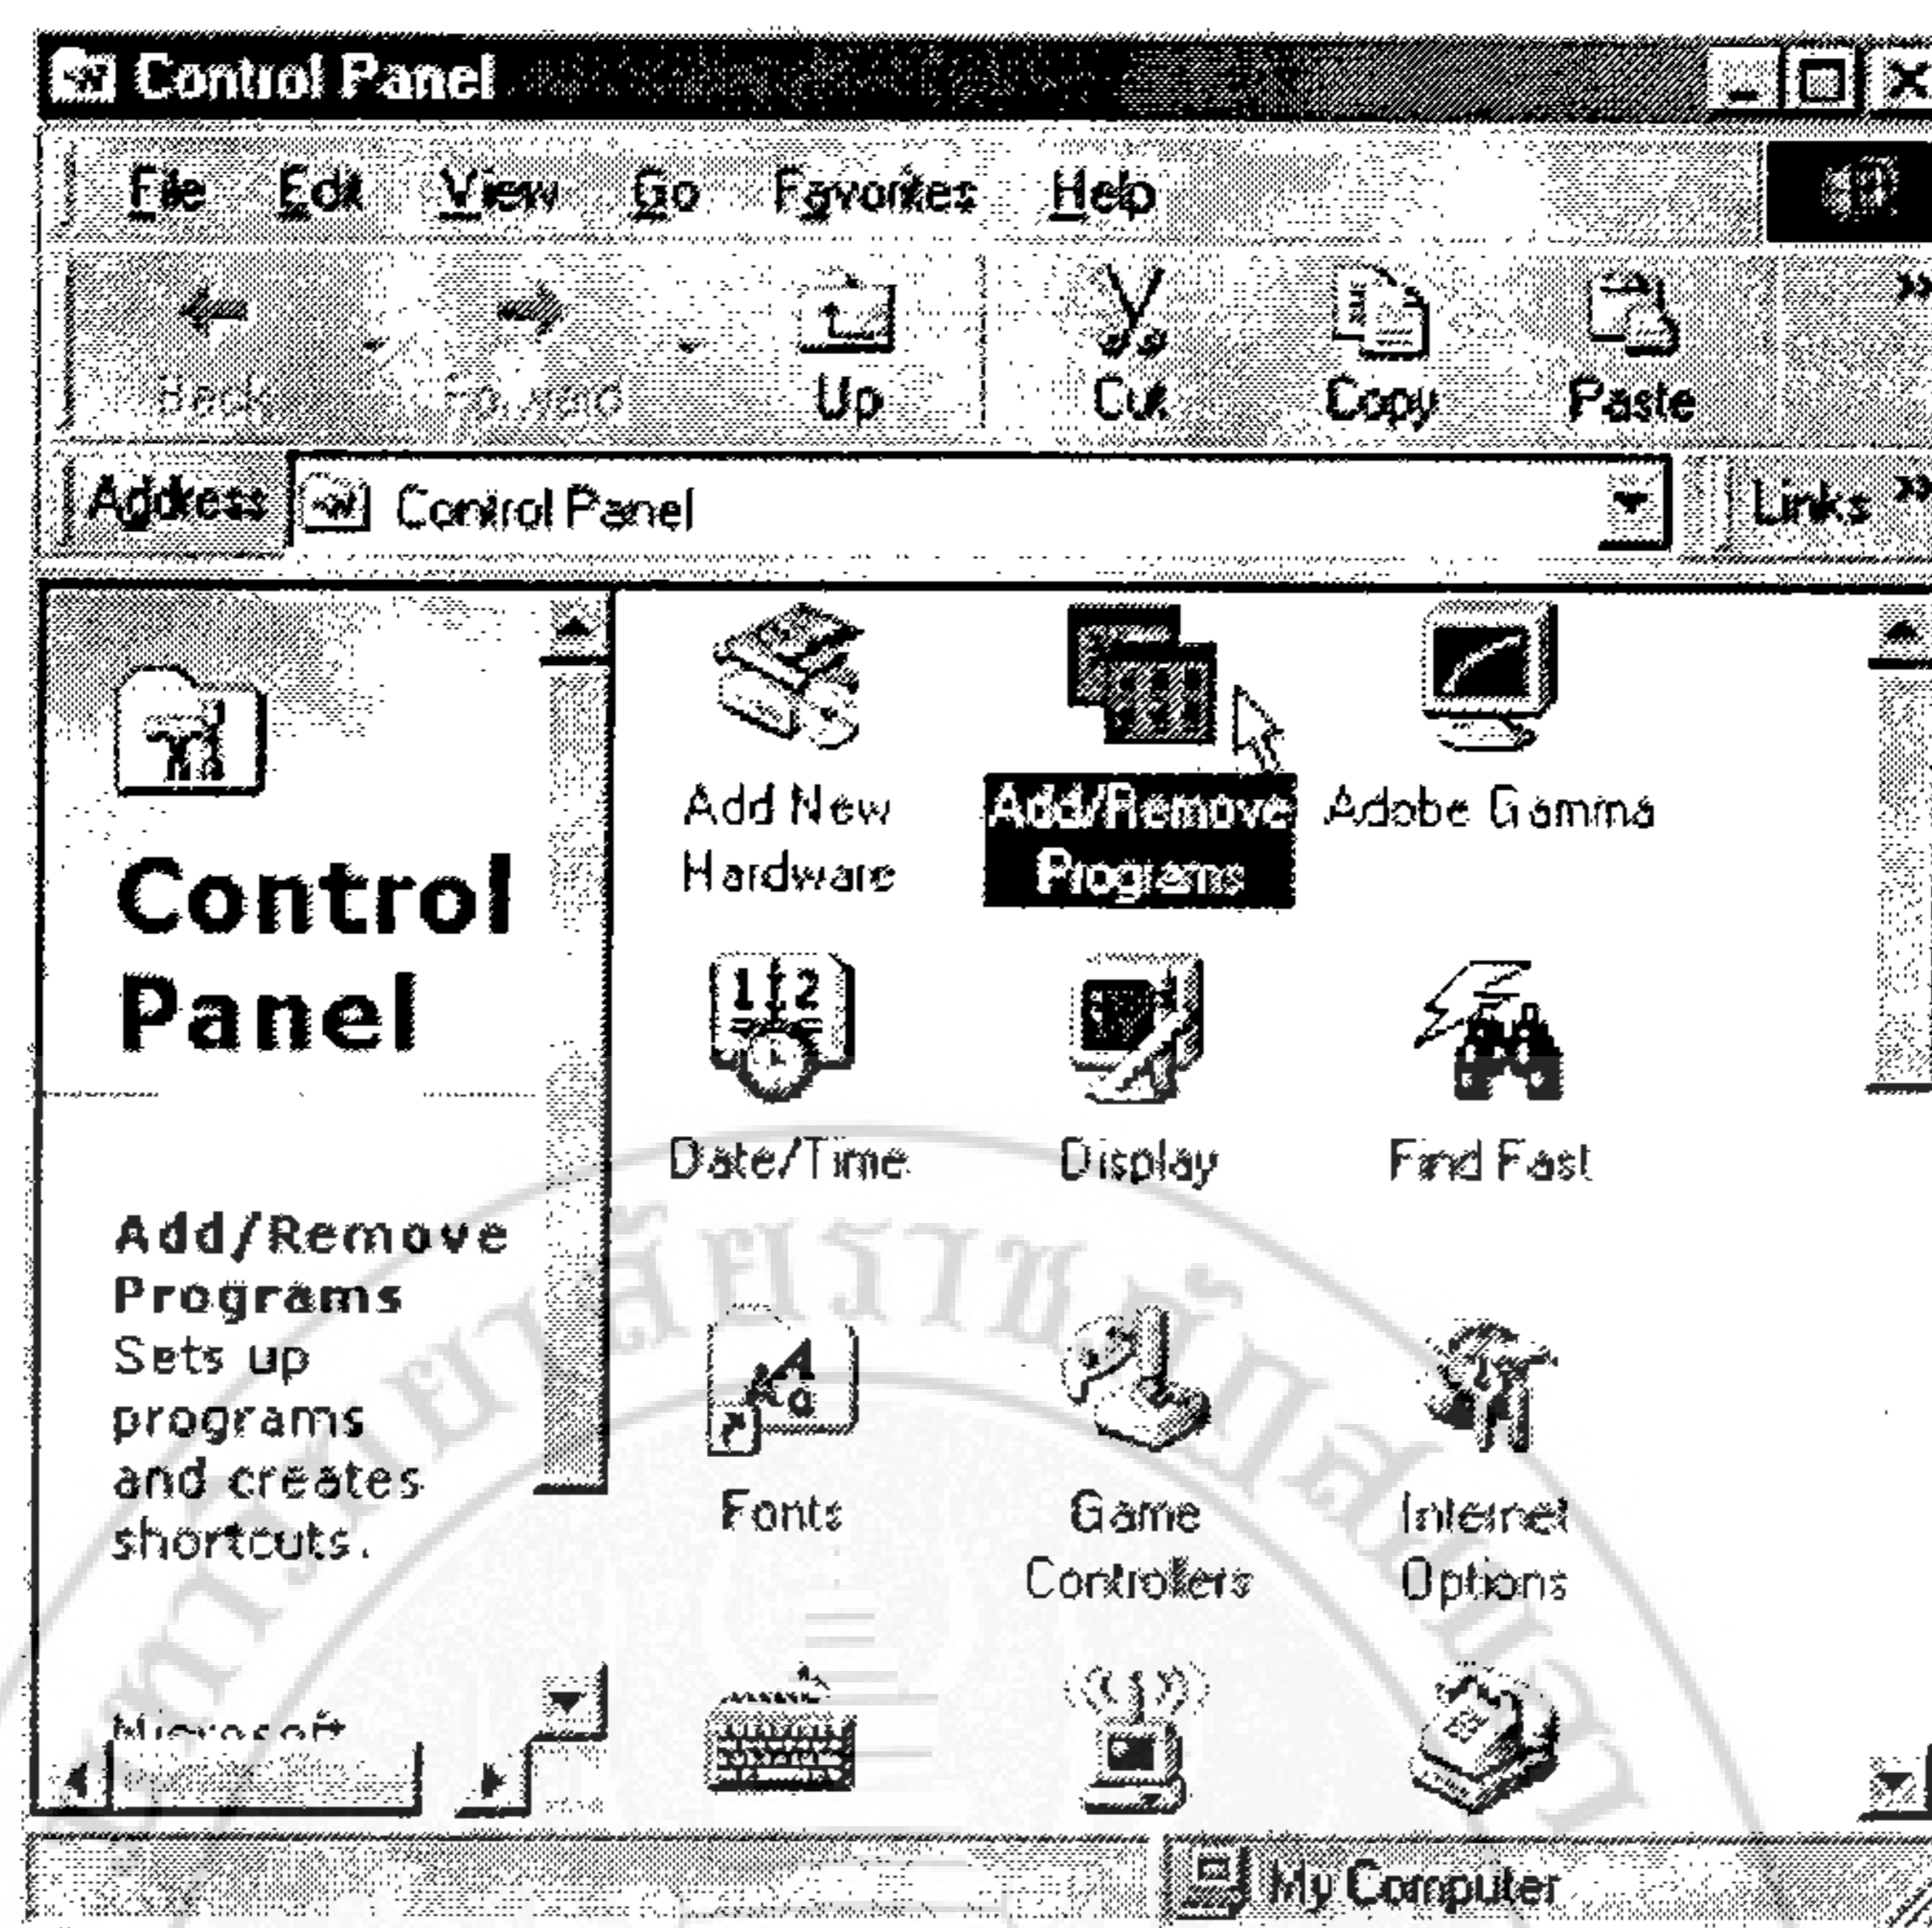 Control Panel
File Edit View Go Favorites Help
Back Forward Up Cut Copy Paste »
Address Control Panel Links »
Control
Panel
Add/Remove
Programs
Sets up
programs
and creates
shortcuts.
Microsoft
Add New
Hardware
Add/Remove
Programs
Adobe Gamma
12
Date/Time
Display
Find Fast
Fonts
Game
Controllers
Internet
Options
My Computer